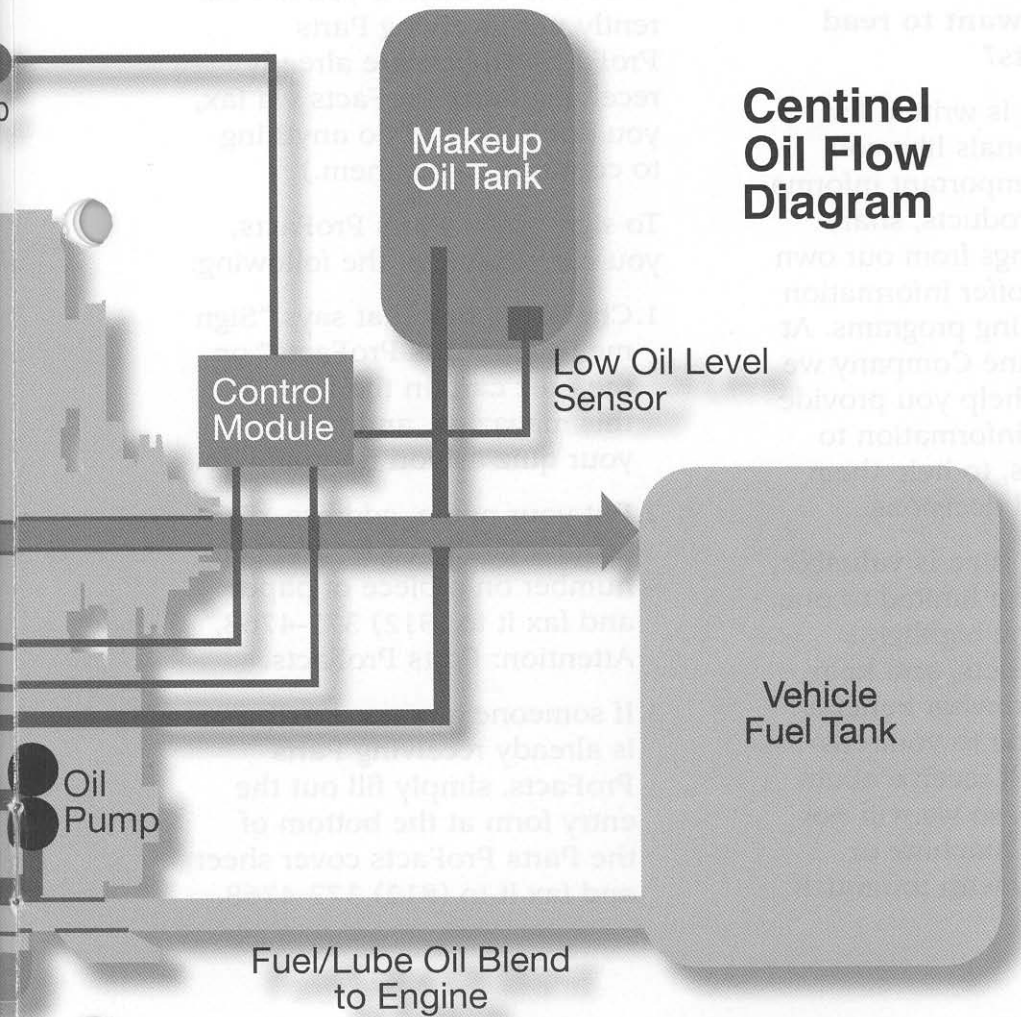 Centinel
Oil Flow
Diagram
Makeup
Oil Tank
Low Oil Level
Sensor
Control
Module
Vehicle
Fuel Tank
Oil
Pump
Fuel/Lube Oil Blend
to Engine